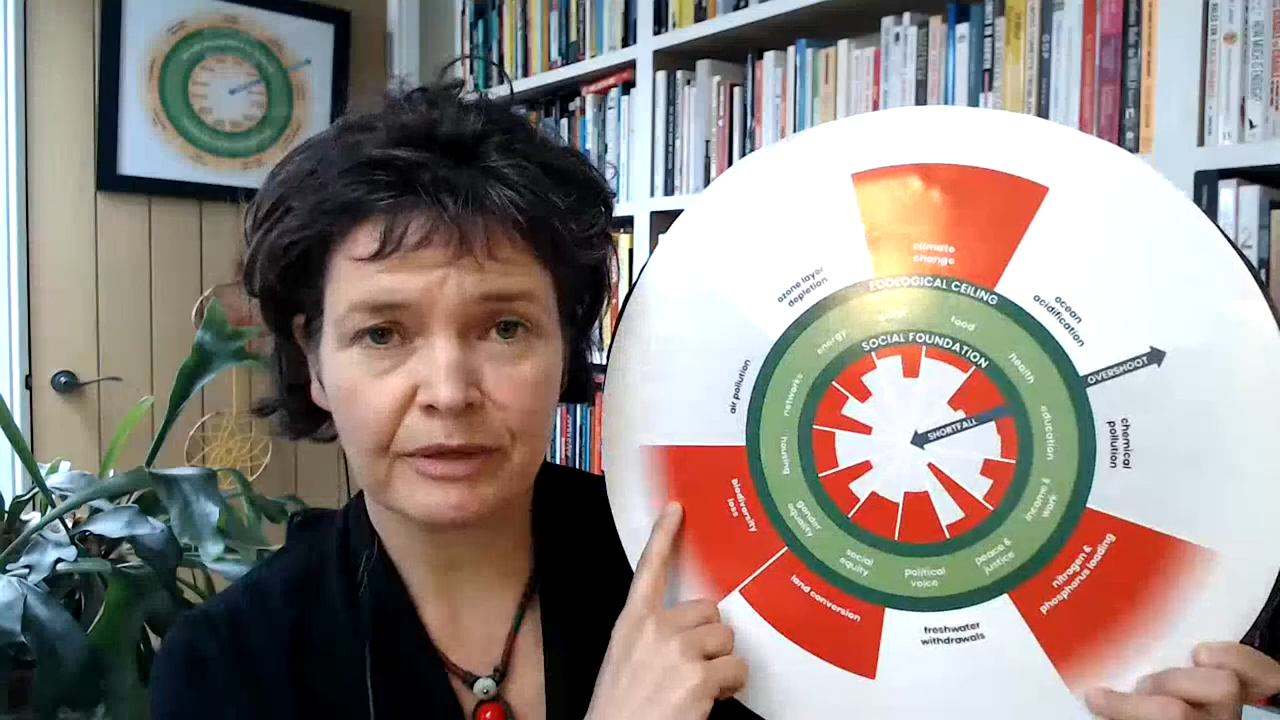 climate
change
ozone layer
depletion
ocean
acidification
ECOLOGICAL CEILING
food
energy
SOCIAL FOUNDATION
health
OVERSHOOT
air pollution
networks
SHORTFALL
education
chemical
pollution
housing
biodiversity
loss
gender
equality
income &
work
social
equity
political
voice
peace &
justice
nitrogen &
phosphorus loading
land conversion
freshwater
withdrawals